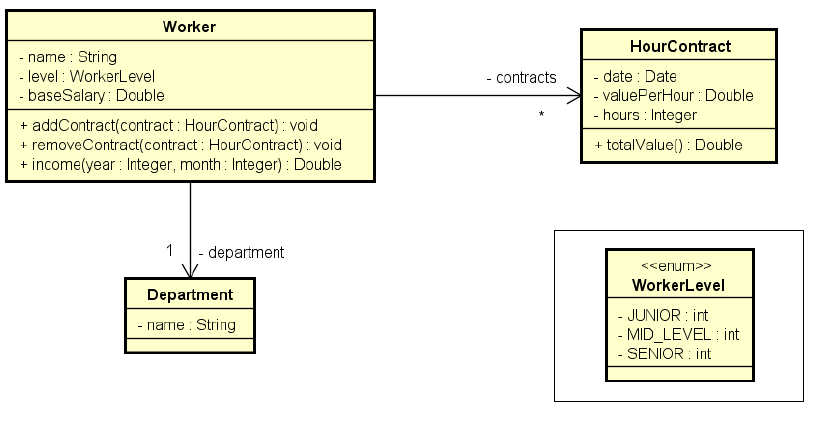 Worker
- name : String
- level : WorkerLevel
- baseSalary : Double
+ addContract(contract : HourContract) : void
+ removeContract(contract : HourContract) : void
+ income(year : Integer, month : Integer) : Double
- contracts
*
HourContract
- date : Date
- valuePerHour : Double
- hours : Integer
+ totalValue() : Double
1
- department
Department
- name : String
<<enum>>
WorkerLevel
- JUNIOR : int
- MID_LEVEL : int
- SENIOR : int